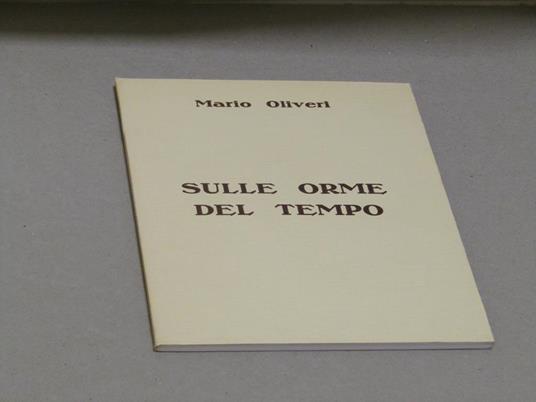 Mario Oliveri
SULLE ORME
DEL TEMPO